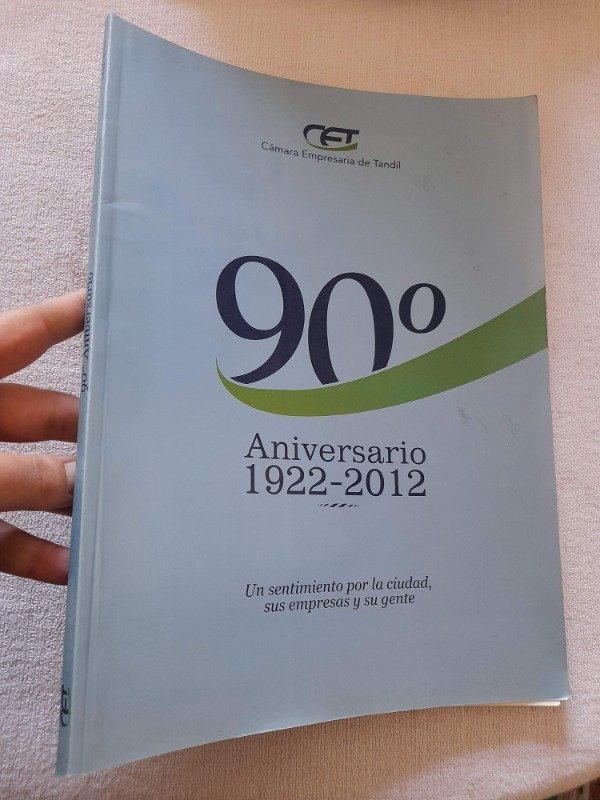 CET
Cámara Empresaria de Tandil
90º
Aniversario
1922-2012
Un sentimiento por la ciudad,
sus empresas y su gente
90º Aniversario
CET